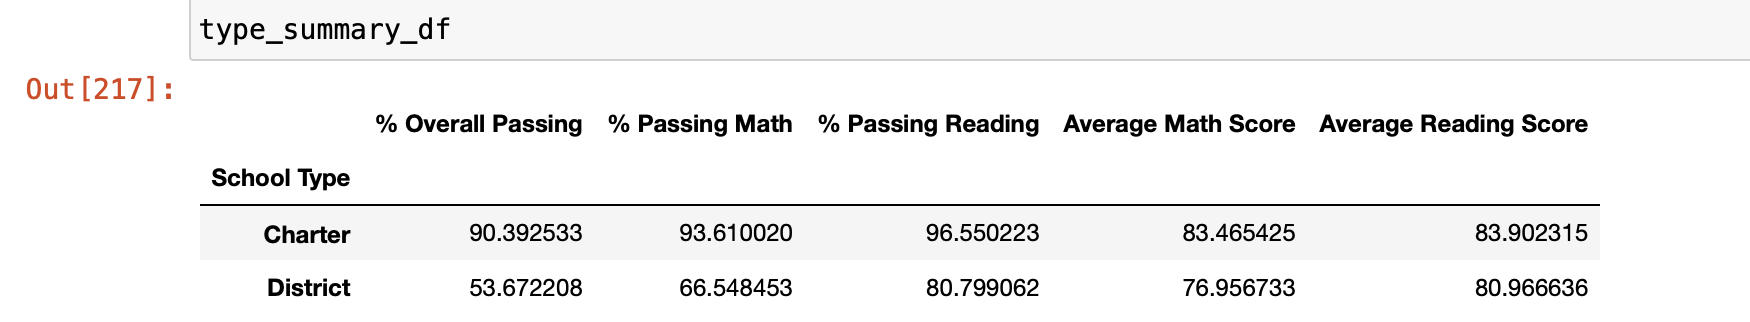 type_summary_df
Out[217]:
% Overall Passing % Passing Math % Passing Reading Average Math Score Average Reading Score
School Type
Charter 90.392533 93.610020 96.550223 83.465425 83.902315
District 53.672208 66.548453 80.799062 76.956733 80.966636